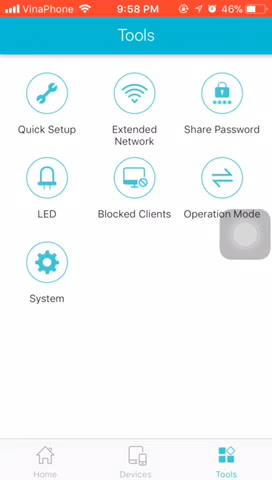 VinaPhone 9:58 PM 46%
Tools
Quick Setup Extended Network Share Password
LED Blocked Clients Operation Mode
System
Home Devices Tools